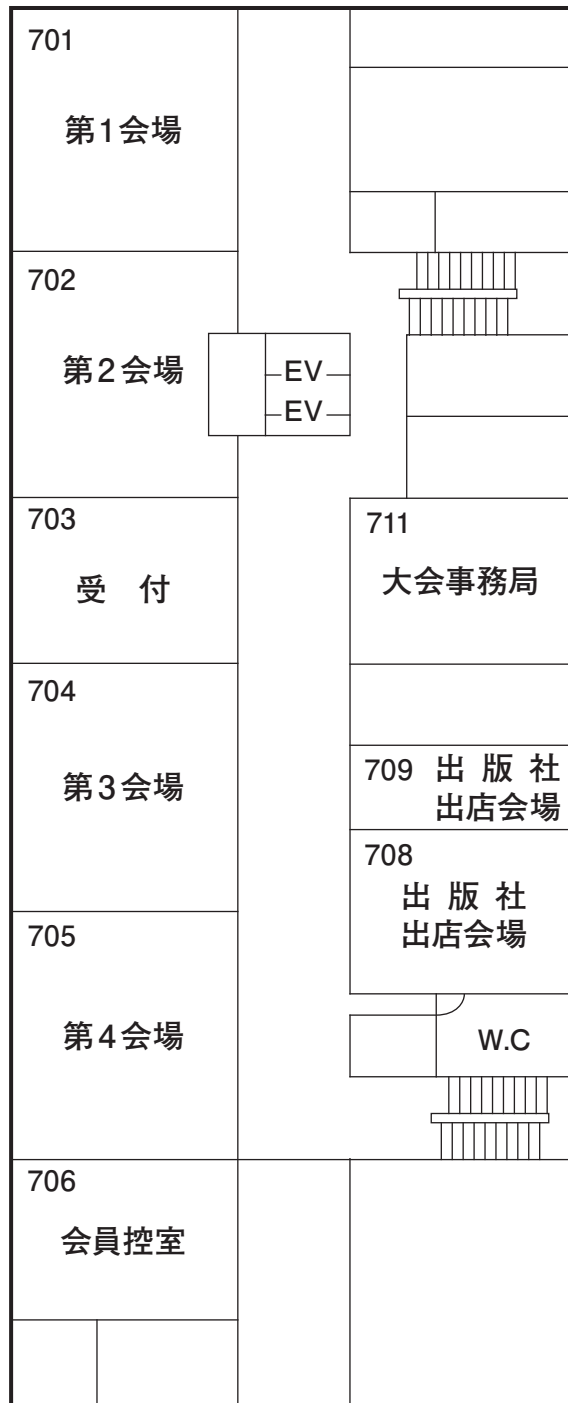 701
第1会場
702
第2会場
EV
EV
703
受　付
711
大会事務局
704
第3会場
709 出 版 社
出店会場
708
出 版 社
出店会場
705
第4会場
W.C
706
会員控室